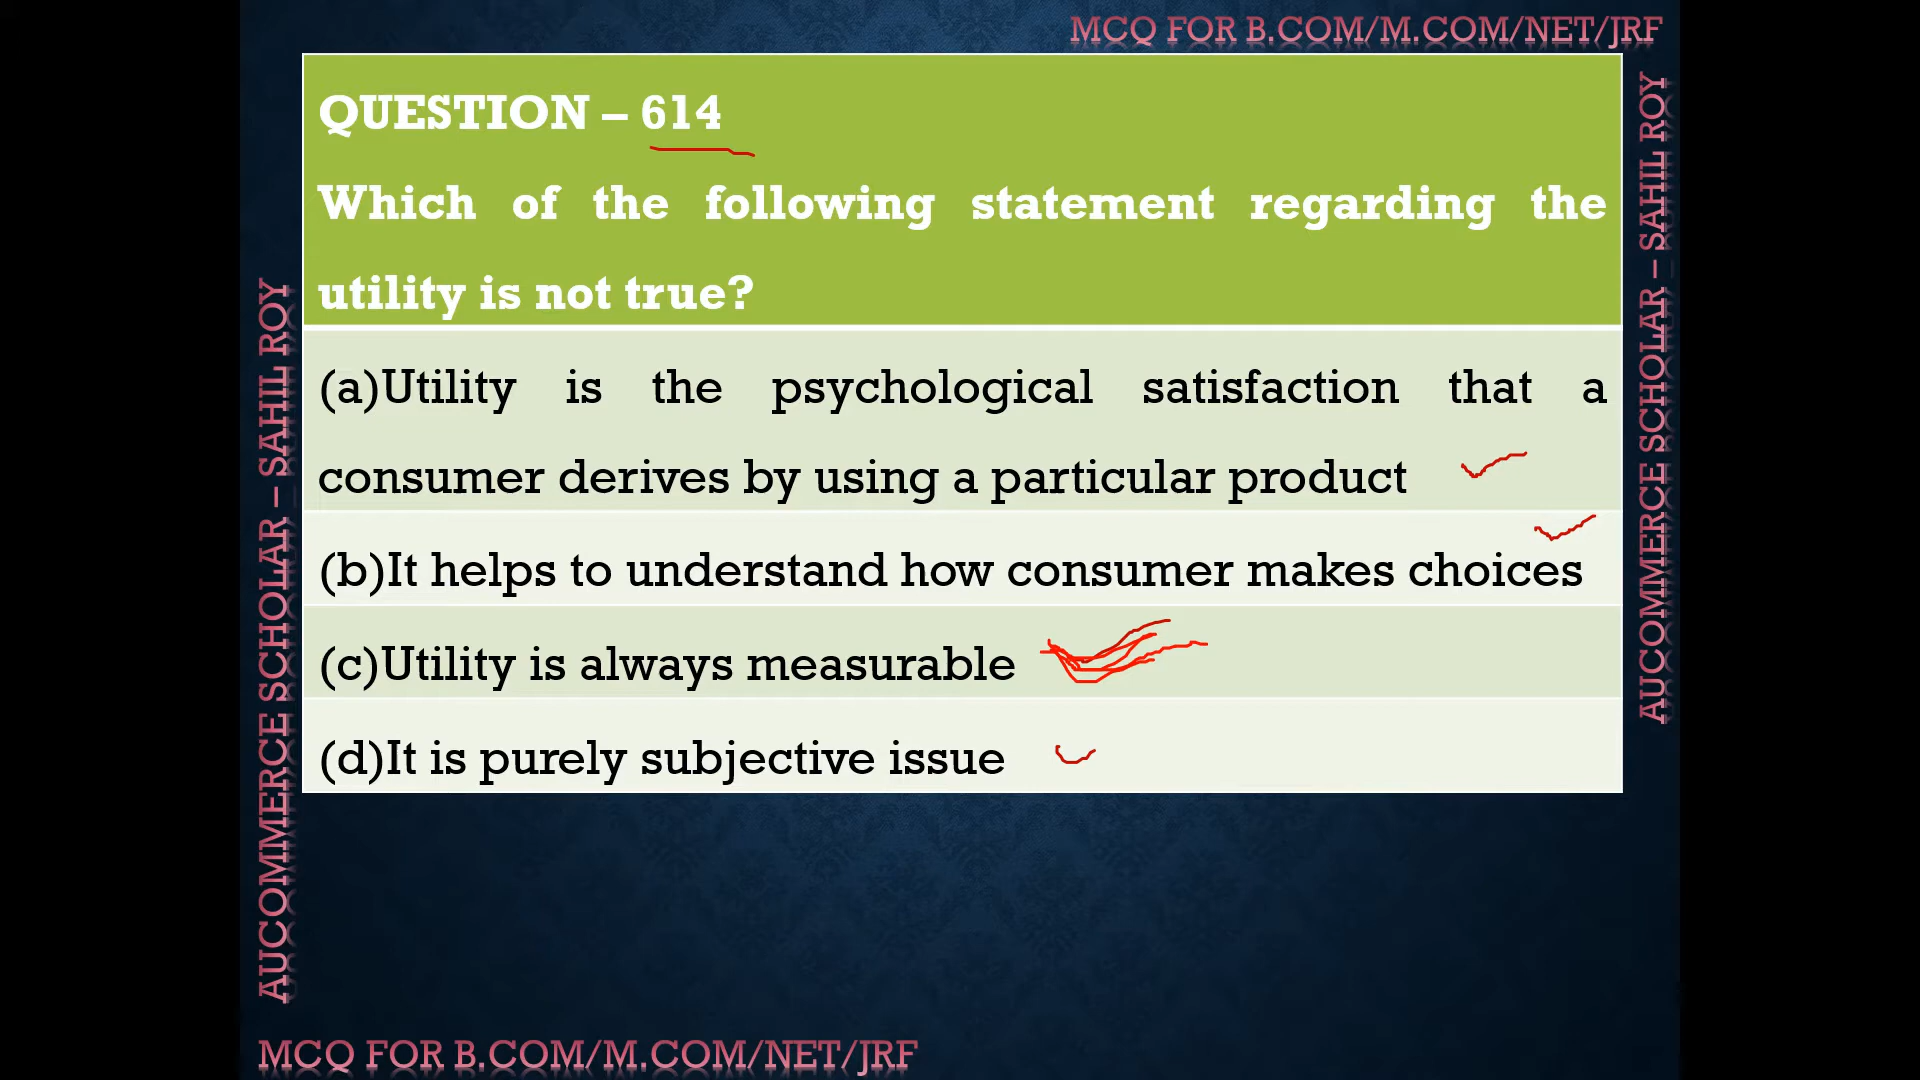 MCQ FOR B.COM/M.COM/NET/JRF
QUESTION – 614
Which of the following statement regarding the
utility is not true?
(a)Utility is the psychological satisfaction that a
consumer derives by using a particular product
(b)It helps to understand how consumer makes choices
(c)Utility is always measurable
(d)It is purely subjective issue
AUCOMMERCE SCHOLAR – SAHIL ROY
AUCOMMERCE SCHOLAR – SAHIL ROY
MCQ FOR B.COM/M.COM/NET/JRF